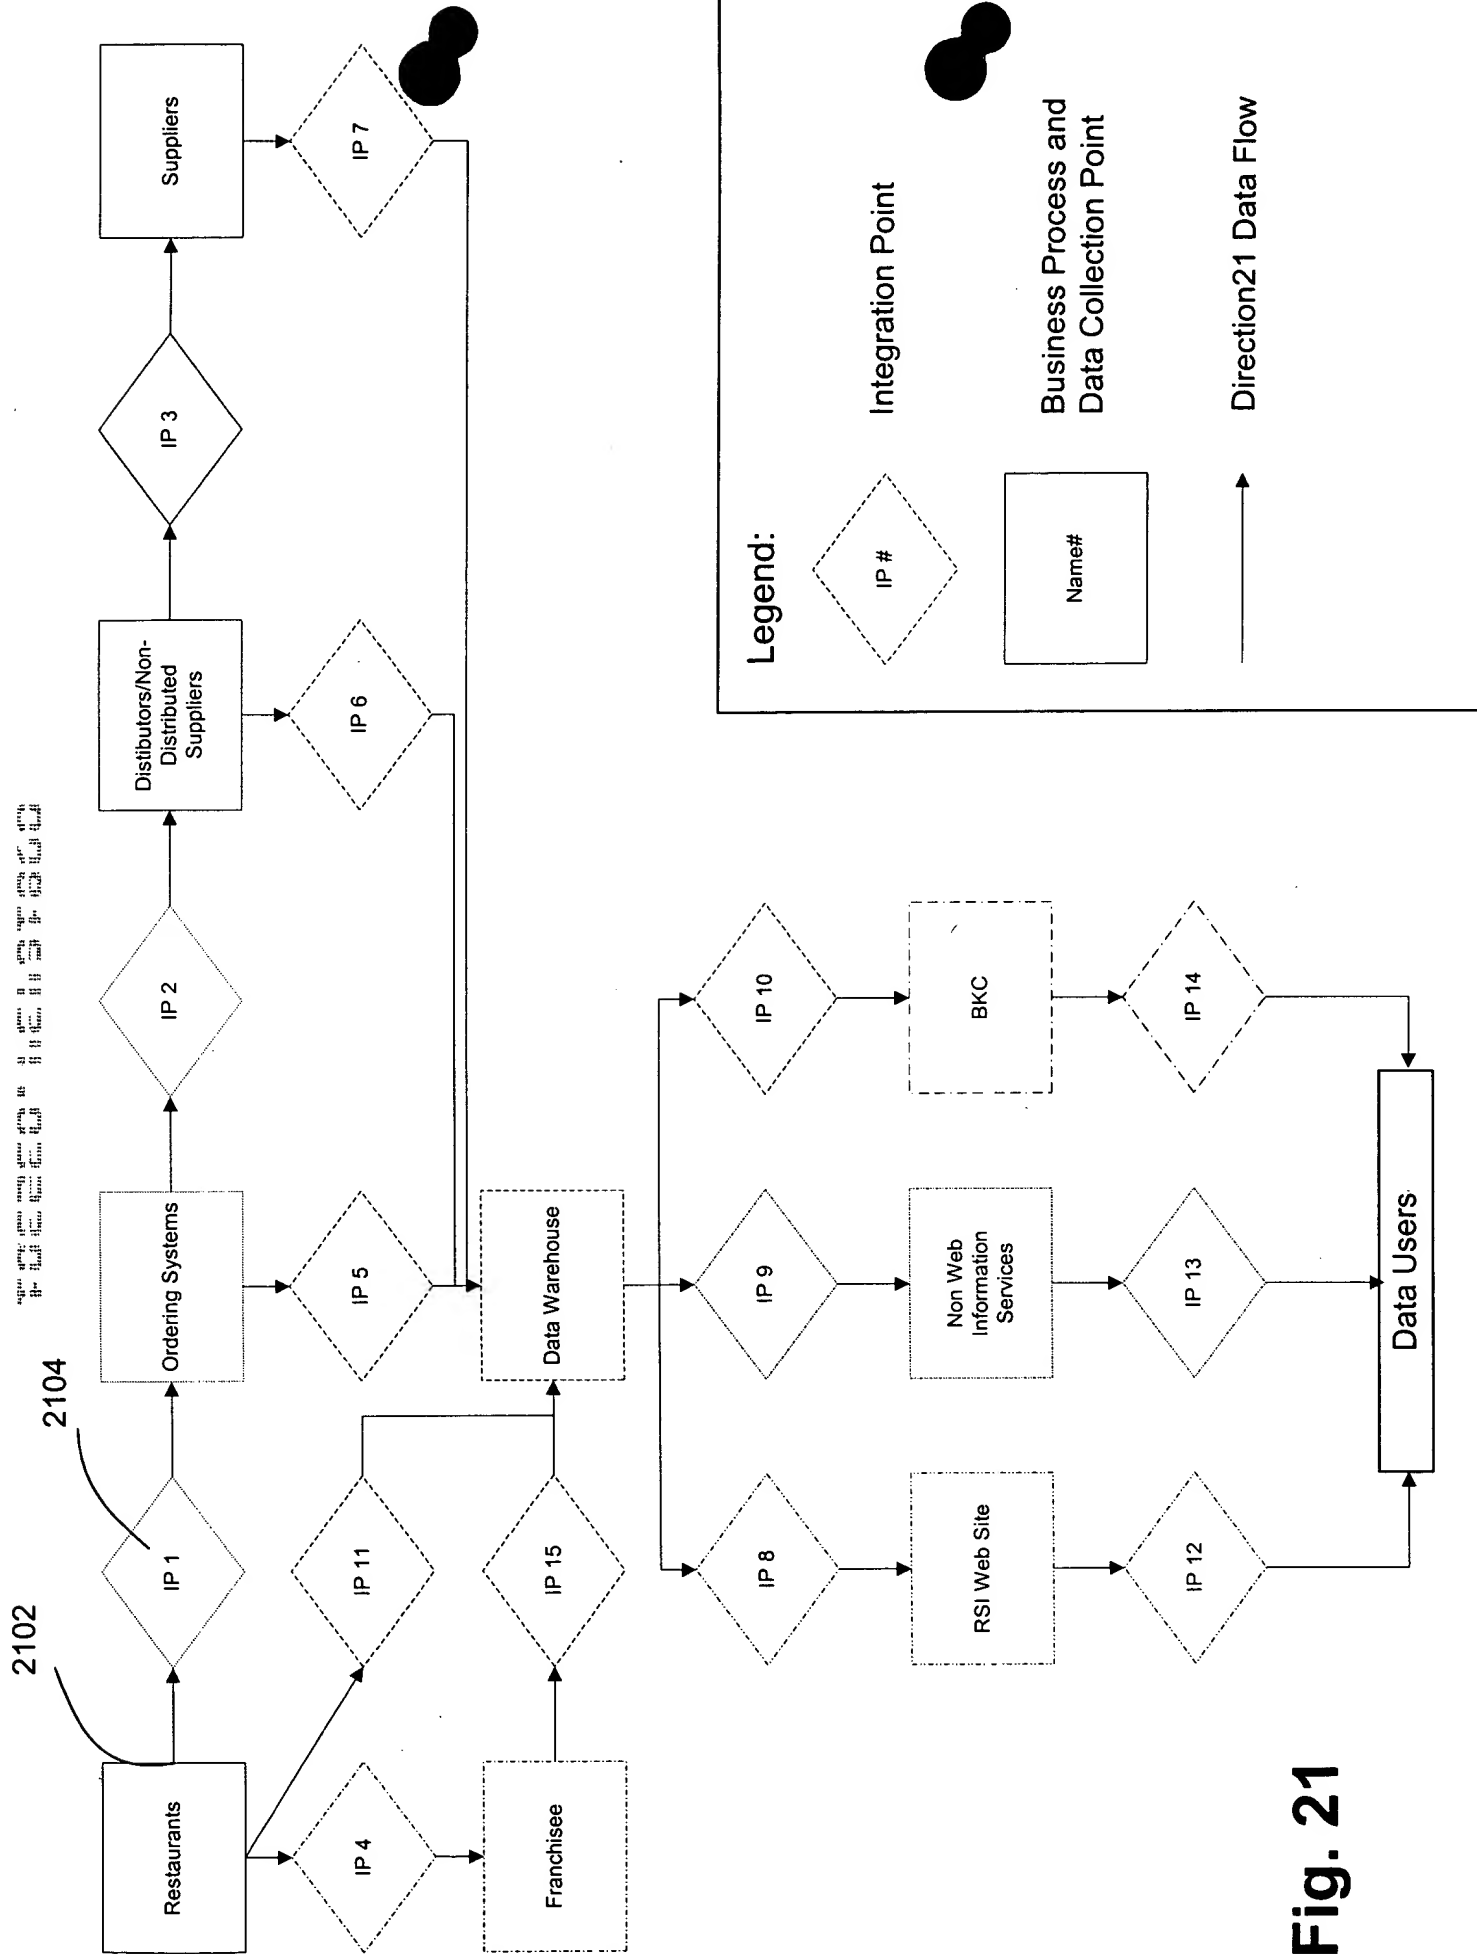 2102
2104
Restaurants
IP 1
Ordering Systems
IP 2
Distibutors/Non-
Distributed
Suppliers
IP 3
Suppliers
IP 4
IP 11
IP 5
IP 6
IP 7
Franchisee
IP 15
Data Warehouse
IP 8
IP 9
IP 10
RSI Web Site
Non Web
Information
Services
BKC
IP 12
IP 13
IP 14
Data Users
Legend:
IP #
Integration Point
Name#
Business Process and
Data Collection Point
Direction21 Data Flow
Fig. 21